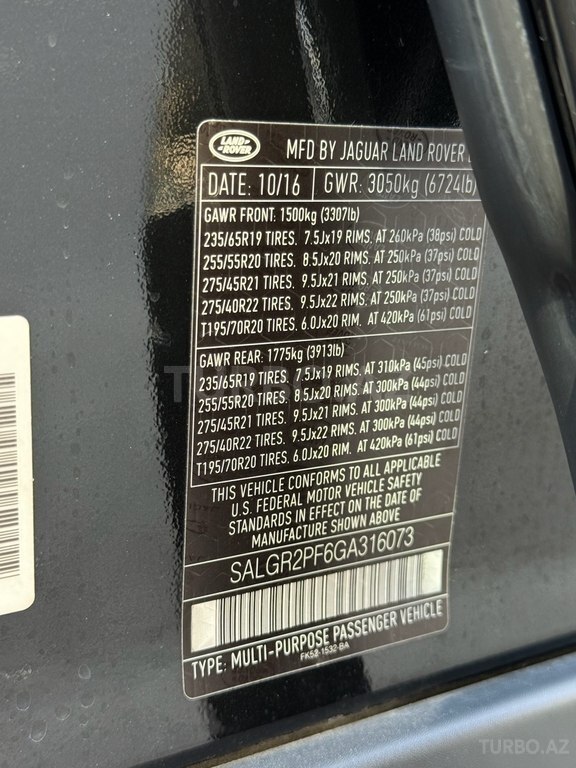 LAND ROVER
MFD BY JAGUAR LAND ROVER
DATE: 10/16 GWR: 3050kg (6724lb)
GAWR FRONT: 1500kg (3307lb)
235/65R19 TIRES. 7.5Jx19 RIMS. AT 260kPa (38psi) COLD
255/55R20 TIRES. 8.5Jx20 RIMS. AT 250kPa (37psi) COLD
275/45R21 TIRES. 9.5Jx21 RIMS. AT 250kPa (37psi) COLD
275/40R22 TIRES. 9.5Jx22 RIMS. AT 250kPa (37psi) COLD
T195/70R20 TIRES. 6.0Jx20 RIM. AT 420kPa (61psi) COLD
GAWR REAR: 1775kg (3913lb)
235/65R19 TIRES. 7.5Jx19 RIMS. AT 310kPa (45psi) COLD
255/55R20 TIRES. 8.5Jx20 RIMS. AT 300kPa (44psi) COLD
275/45R21 TIRES. 9.5Jx21 RIMS. AT 300kPa (44psi) COLD
275/40R22 TIRES. 9.5Jx22 RIMS. AT 300kPa (44psi) COLD
T195/70R20 TIRES. 6.0Jx20 RIM. AT 420kPa (61psi) COLD
THIS VEHICLE CONFORMS TO ALL APPLICABLE
U.S. FEDERAL MOTOR VEHICLE SAFETY
STANDARDS IN EFFECT ON THE DATE OF
MANUFACTURE SHOWN ABOVE
SALGR2PF6GA316073
TYPE: MULTI-PURPOSE PASSENGER VEHICLE
FK52-1532-BA
TURBO.AZ